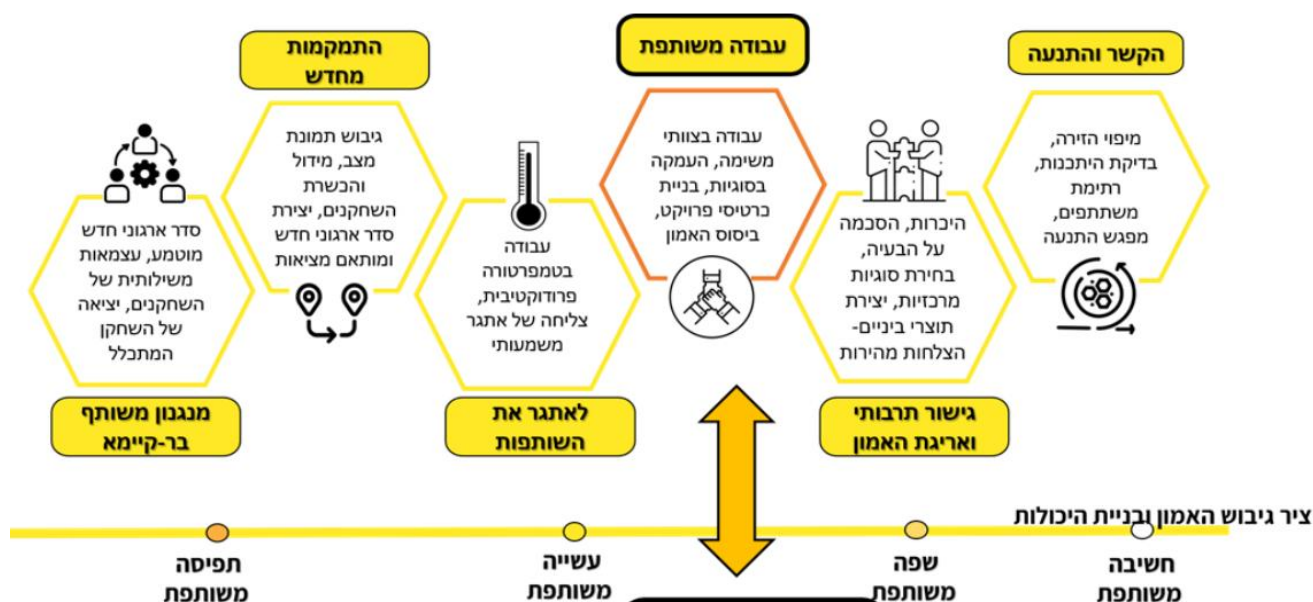 הקשר והתנעה
מיפוי הזירה,
בדיקת היתכנות,
רתימת
משתתפים,
מפגש התנעה
היכרות, הסכמה
על הבעיה,
בחירת סוגיות
מרכזיות, יצירת
תוצרי ביניים-
הצלחות מהירות
גישור תרבותי
ואריגת האמון
עבודה משותפת
עבודה בצוותי
משימה, העמקה
בסוגיות, בניית
כרטיסי פרויקט,
ביסוס האמון
עבודה
בטמפרטורה
פרודוקטיבית,
צליחה של אתגר
משמעותי
לאתגר את
השותפות
התמקמות
מחדש
גיבוש תמונת
מצב, מידול
והכשרת
השחקנים, יצירת
סדר ארגוני חדש
ומותאם מציאות
סדר ארגוני חדש
מוטמע, עצמאות
משילותית של
השחקנים, יציאה
של השחקן
המתכלל
מנגנון משותף
בר-קיימא
ציר גיבוש האמון ובניית היכולות
חשיבה
משותפת
שפה
משותפת
עשייה
משותפת
תפיסה
משותפת